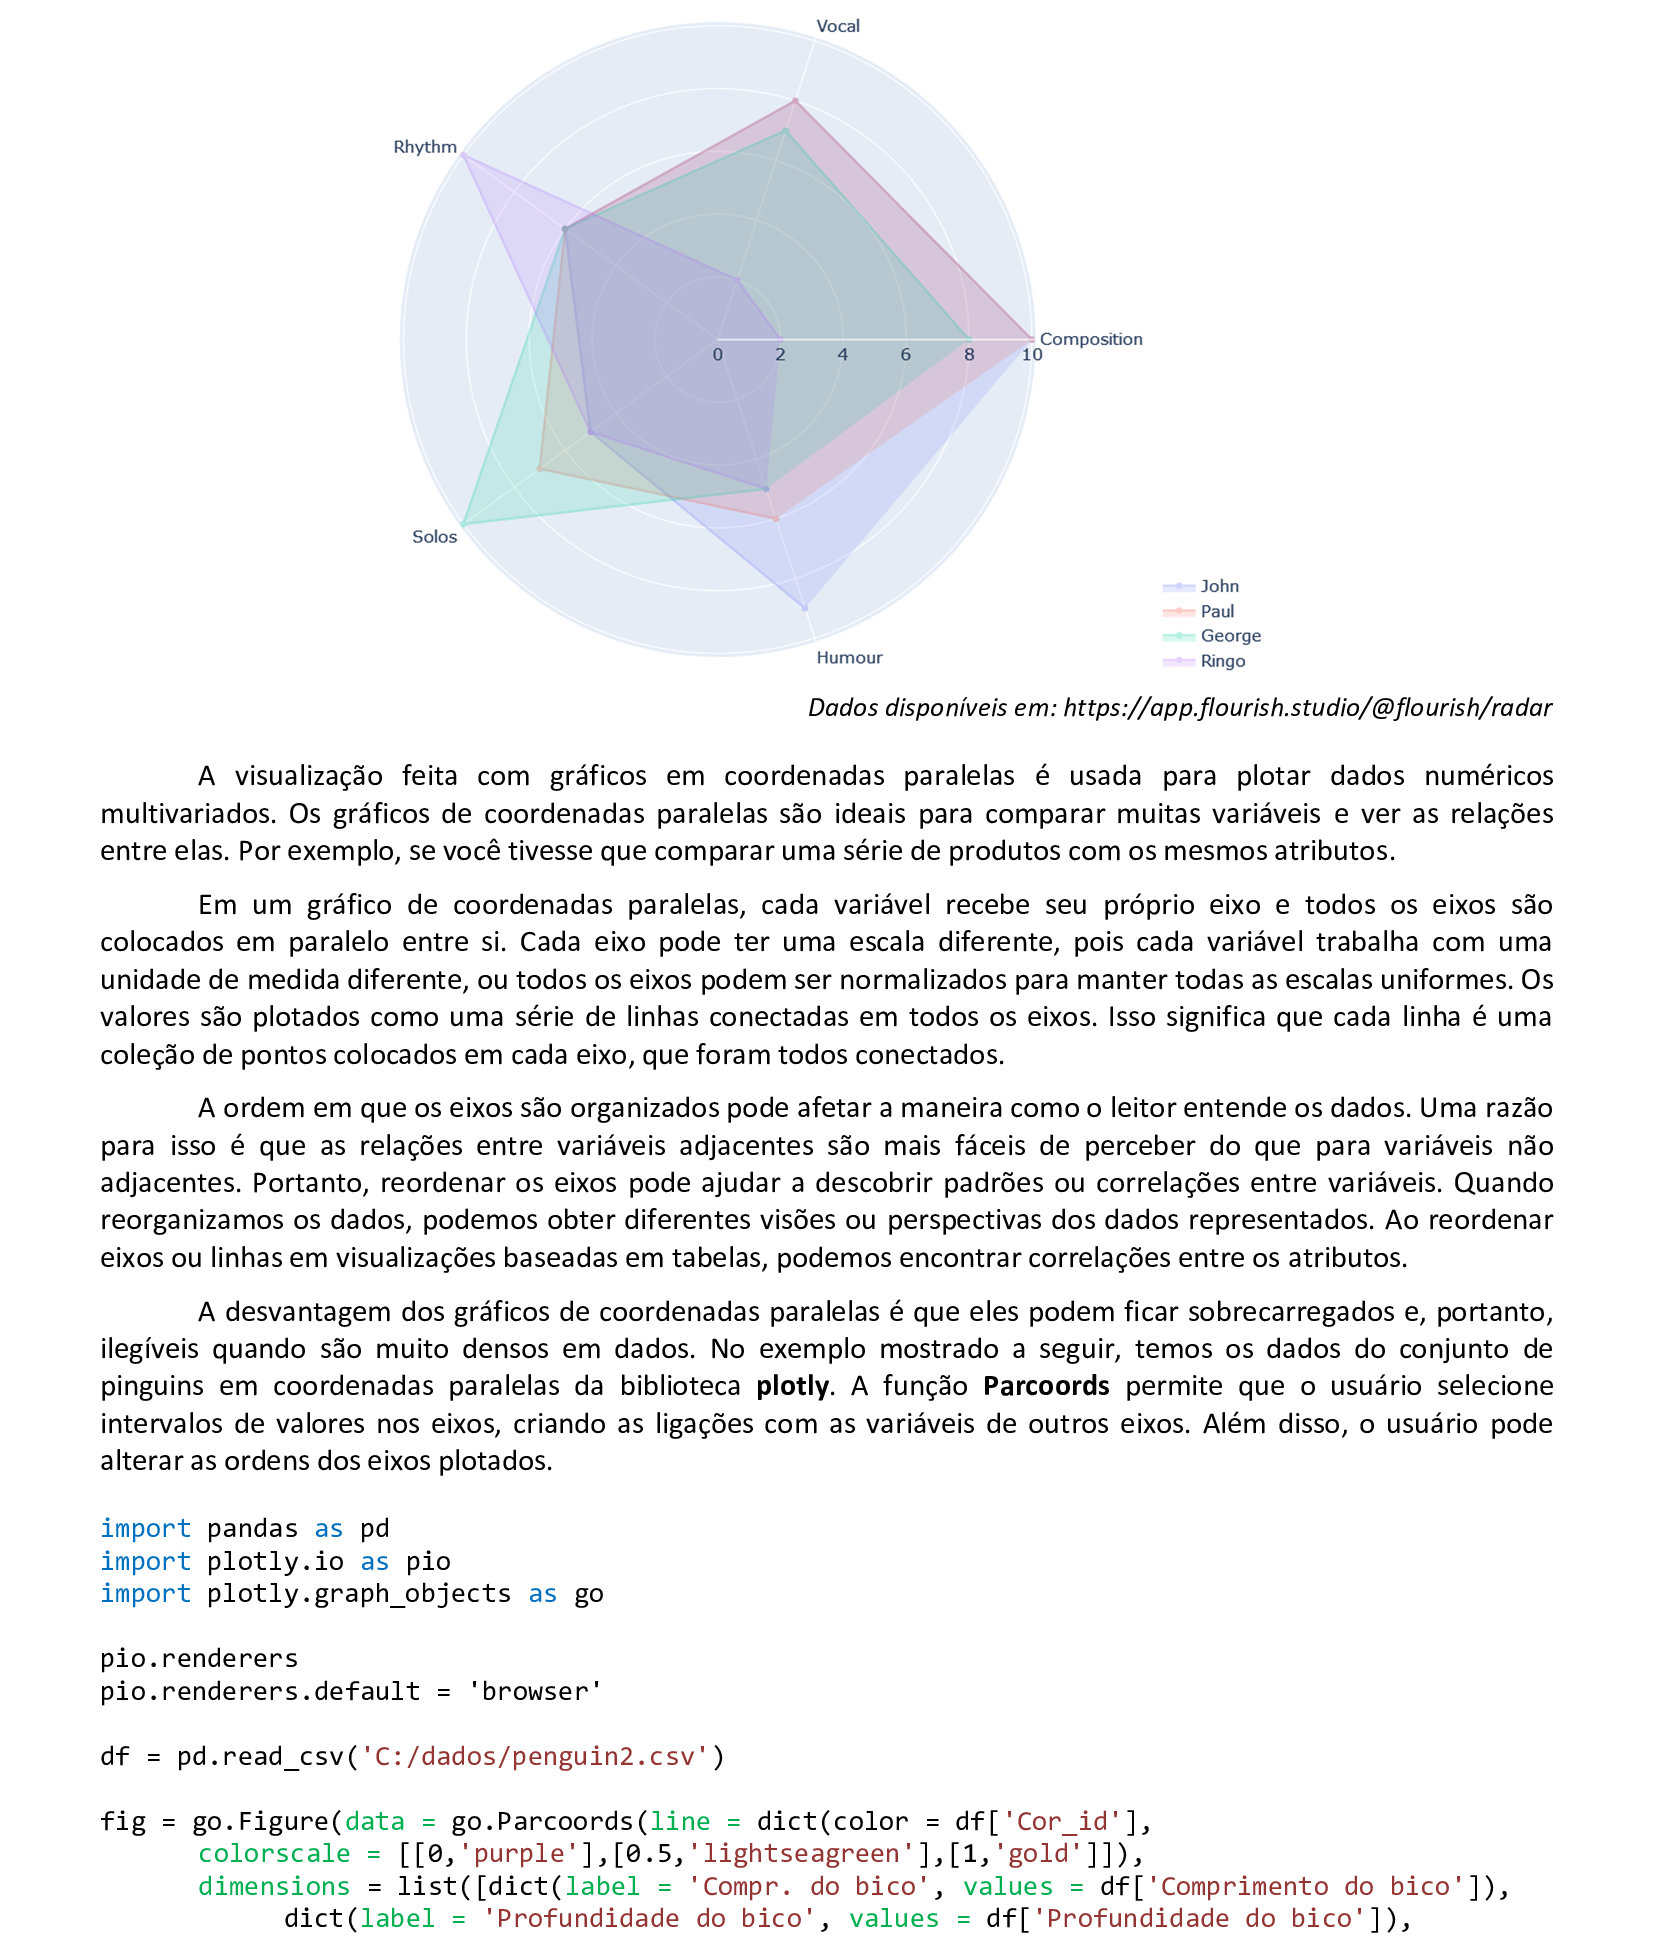 Vocal
Rhythm
Composition
0 2 4 6 8 10
Solos
Humour
John
Paul
George
Ringo
Dados disponíveis em: https://app.flourish.studio/@flourish/radar
A visualização feita com gráficos em coordenadas paralelas é usada para plotar dados numéricos
multivariados. Os gráficos de coordenadas paralelas são ideais para comparar muitas variáveis e ver as relações
entre elas. Por exemplo, se você tivesse que comparar uma série de produtos com os mesmos atributos.
Em um gráfico de coordenadas paralelas, cada variável recebe seu próprio eixo e todos os eixos são
colocados em paralelo entre si. Cada eixo pode ter uma escala diferente, pois cada variável trabalha com uma
unidade de medida diferente, ou todos os eixos podem ser normalizados para manter todas as escalas uniformes. Os
valores são plotados como uma série de linhas conectadas em todos os eixos. Isso significa que cada linha é uma
coleção de pontos colocados em cada eixo, que foram todos conectados.
A ordem em que os eixos são organizados pode afetar a maneira como o leitor entende os dados. Uma razão
para isso é que as relações entre variáveis adjacentes são mais fáceis de perceber do que para variáveis não
adjacentes. Portanto, reordenar os eixos pode ajudar a descobrir padrões ou correlações entre variáveis. Quando
reorganizamos os dados, podemos obter diferentes visões ou perspectivas dos dados representados. Ao reordenar
eixos ou linhas em visualizações baseadas em tabelas, podemos encontrar correlações entre os atributos.
A desvantagem dos gráficos de coordenadas paralelas é que eles podem ficar sobrecarregados e, portanto,
ilegíveis quando são muito densos em dados. No exemplo mostrado a seguir, temos os dados do conjunto de
pinguins em coordenadas paralelas da biblioteca plotly. A função Parcoords permite que o usuário selecione
intervalos de valores nos eixos, criando as ligações com as variáveis de outros eixos. Além disso, o usuário pode
alterar as ordens dos eixos plotados.
import pandas as pd
import plotly.io as pio
import plotly.graph_objects as go
pio.renderers
pio.renderers.default = 'browser'
df = pd.read_csv('C:/dados/penguin2.csv')
fig = go.Figure(data = go.Parcoords(line = dict(color = df['Cor_id'],
colorscale = [[0,'purple'],[0.5,'lightseagreen'],[1,'gold']]),
dimensions = list([dict(label = 'Compr. do bico', values = df['Comprimento do bico']),
dict(label = 'Profundidade do bico', values = df['Profundidade do bico']),